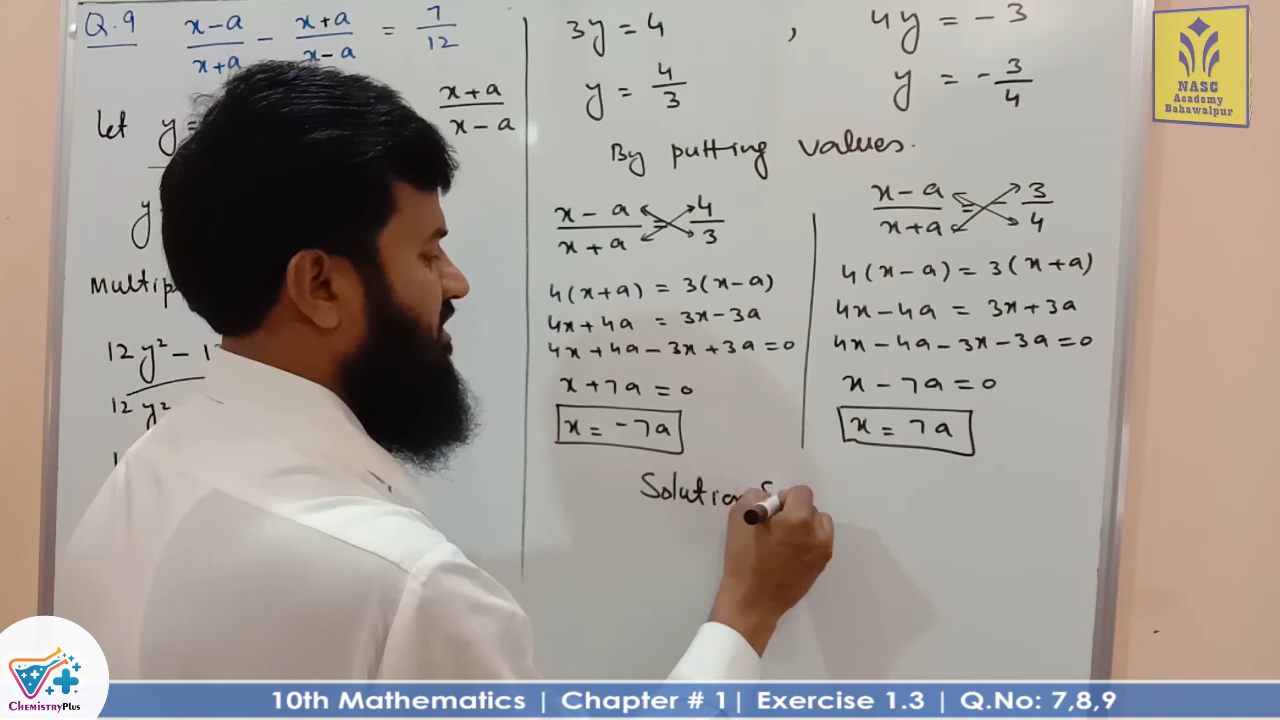 Q.9 x-a/x+a - x+a/x-a = 7/12
let y= x+a/x-a
y
Multip
12y² - 1
12 y²
3y = 4 , 4y = -3
y = 4/3 y = -3/4
By putting values.
x-a/x+a = 4/3
4(x+a) = 3(x-a)
4x+4a = 3x-3a
4x+4a-3x+3a=0
x+7a=0
x=-7a
x-a/x+a = -3/4
4(x-a)=3(x+a)
4x-4a = 3x+3a
4x-4a-3x-3a=0
x-7a=0
x=7a
Solution S
NASG
Academy
Bahawalpur
ChemistryPlus
10th Mathematics | Chapter # 1| Exercise 1.3 | Q.No: 7,8,9